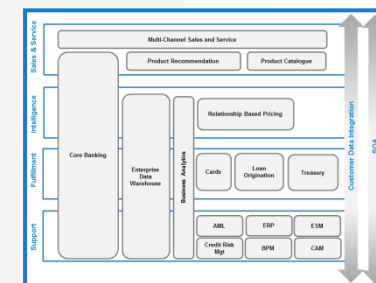 Sales & Service
Multi-Channel Sales and Service
Product Recommendation
Product Catalogue
Intelligence
Relationship Based Pricing
Core Banking
Enterprise
Data
Warehouse
Business Analytics
Fulfillment
Cards
Loan
Origination
Treasury
Support
AML
ERP
ESM
Credit Risk
Mgt
BPM
CAM
Customer Data Integration
SOA